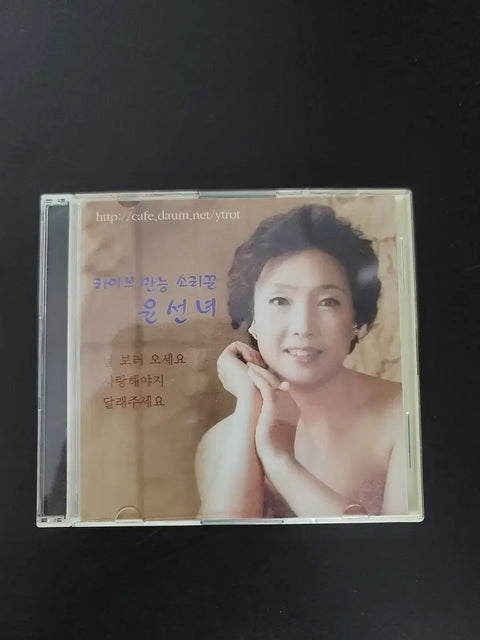 http://cafe.daum.net/ytrot
라이브 만능 소리꾼
윤선녀
날 보러 오세요
사랑해야지
달래주세요